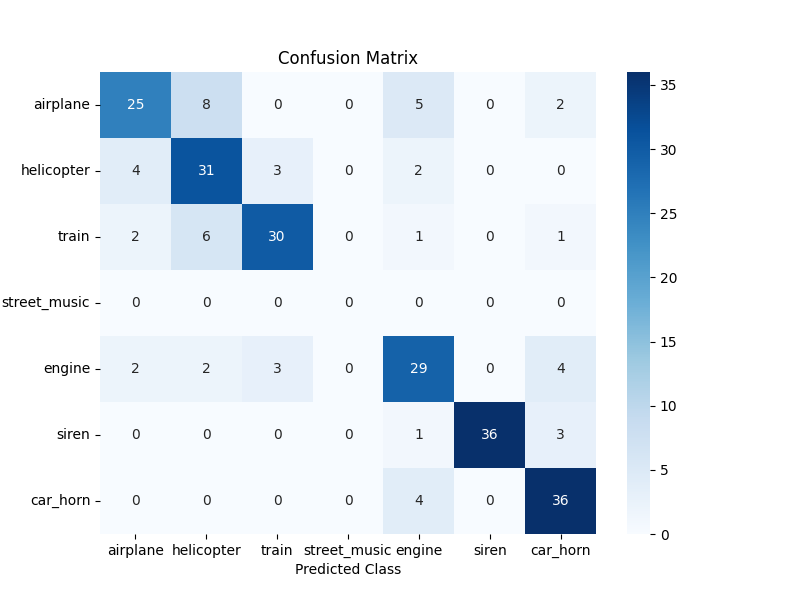 Confusion Matrix
airplane 25 8 0 0 5 0 2
helicopter 4 31 3 0 2 0 0
train 2 6 30 0 1 0 1
street_music 0 0 0 0 0 0 0
engine 2 2 3 0 29 0 4
siren 0 0 0 0 1 36 3
car_horn 0 0 0 0 4 0 36
airplane helicopter train street_music engine siren car_horn
Predicted Class
35
30
25
20
15
10
5
0